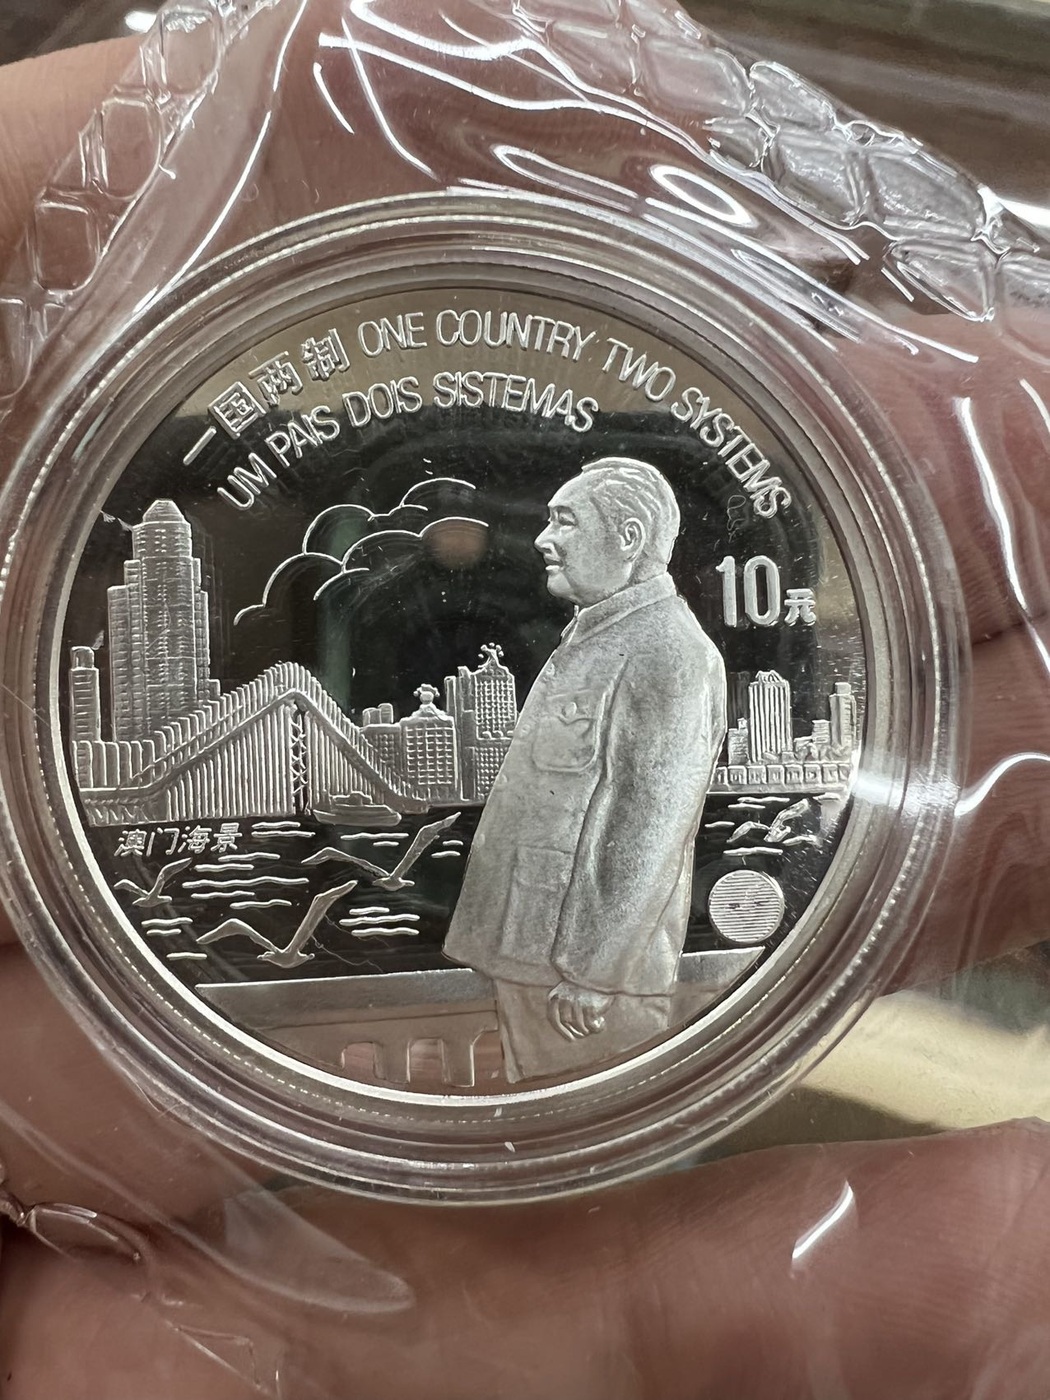 一国两制 ONE COUNTRY TWO SYSTEMS
UM PAIS DOIS SISTEMAS
10元
澳门海景